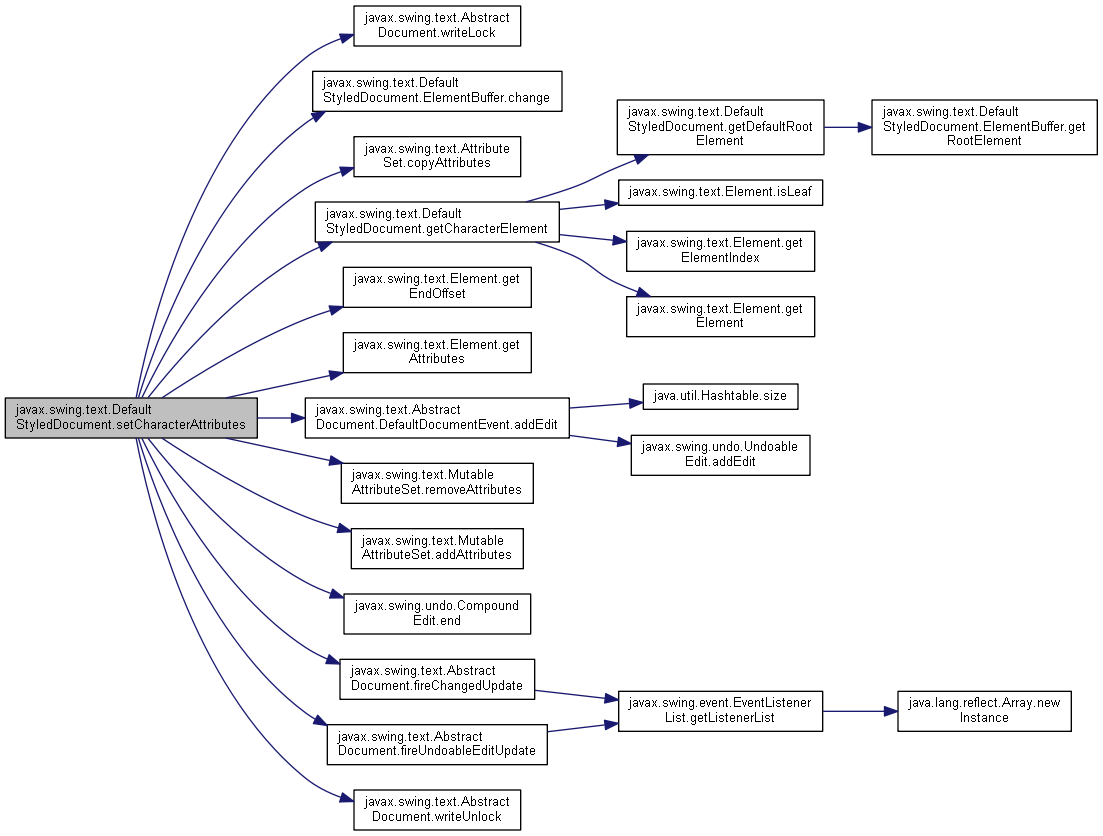 javax.swing.text.Abstract
Document.writeLock
javax.swing.text.Default
StyledDocument.ElementBuffer.change
javax.swing.text.Attribute
Set.copyAttributes
javax.swing.text.Default
StyledDocument.getCharacterElement
javax.swing.text.Default
StyledDocument.getDefaultRoot
Element
javax.swing.text.Default
StyledDocument.ElementBuffer.get
RootElement
javax.swing.text.Element.isLeaf
javax.swing.text.Element.get
ElementIndex
javax.swing.text.Element.get
Element
javax.swing.text.Element.get
EndOffset
javax.swing.text.Element.get
Attributes
javax.swing.text.Default
StyledDocument.setCharacterAttributes
javax.swing.text.Abstract
Document.DefaultDocumentEvent.addEdit
java.util.Hashtable.size
javax.swing.undo.Undoable
Edit.addEdit
javax.swing.text.Mutable
AttributeSet.removeAttributes
javax.swing.text.Mutable
AttributeSet.addAttributes
javax.swing.undo.Compound
Edit.end
javax.swing.text.Abstract
Document.fireChangedUpdate
javax.swing.text.Abstract
Document.fireUndoableEditUpdate
javax.swing.event.EventListener
List.getListenerList
java.lang.reflect.Array.new
Instance
javax.swing.text.Abstract
Document.writeUnlock